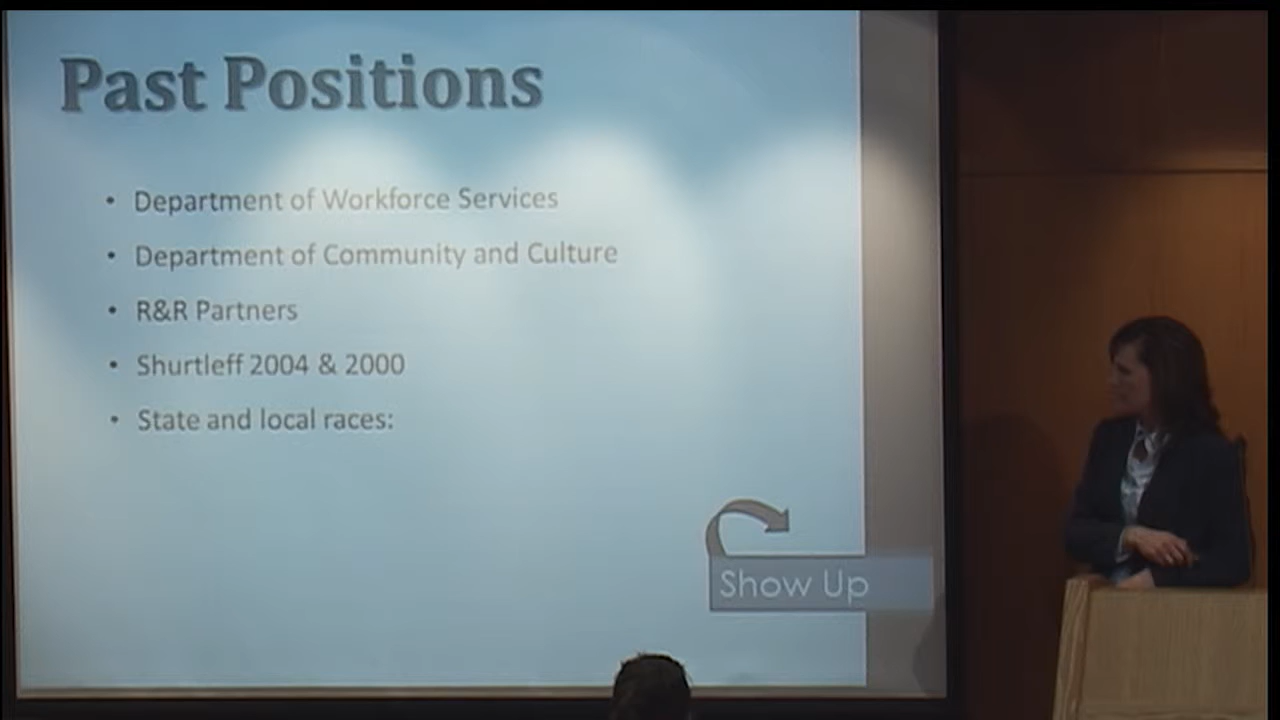 Past Positions
• Department of Workforce Services
• Department of Community and Culture
• R&R Partners
• Shurtleff 2004 & 2000
• State and local races:
Show Up